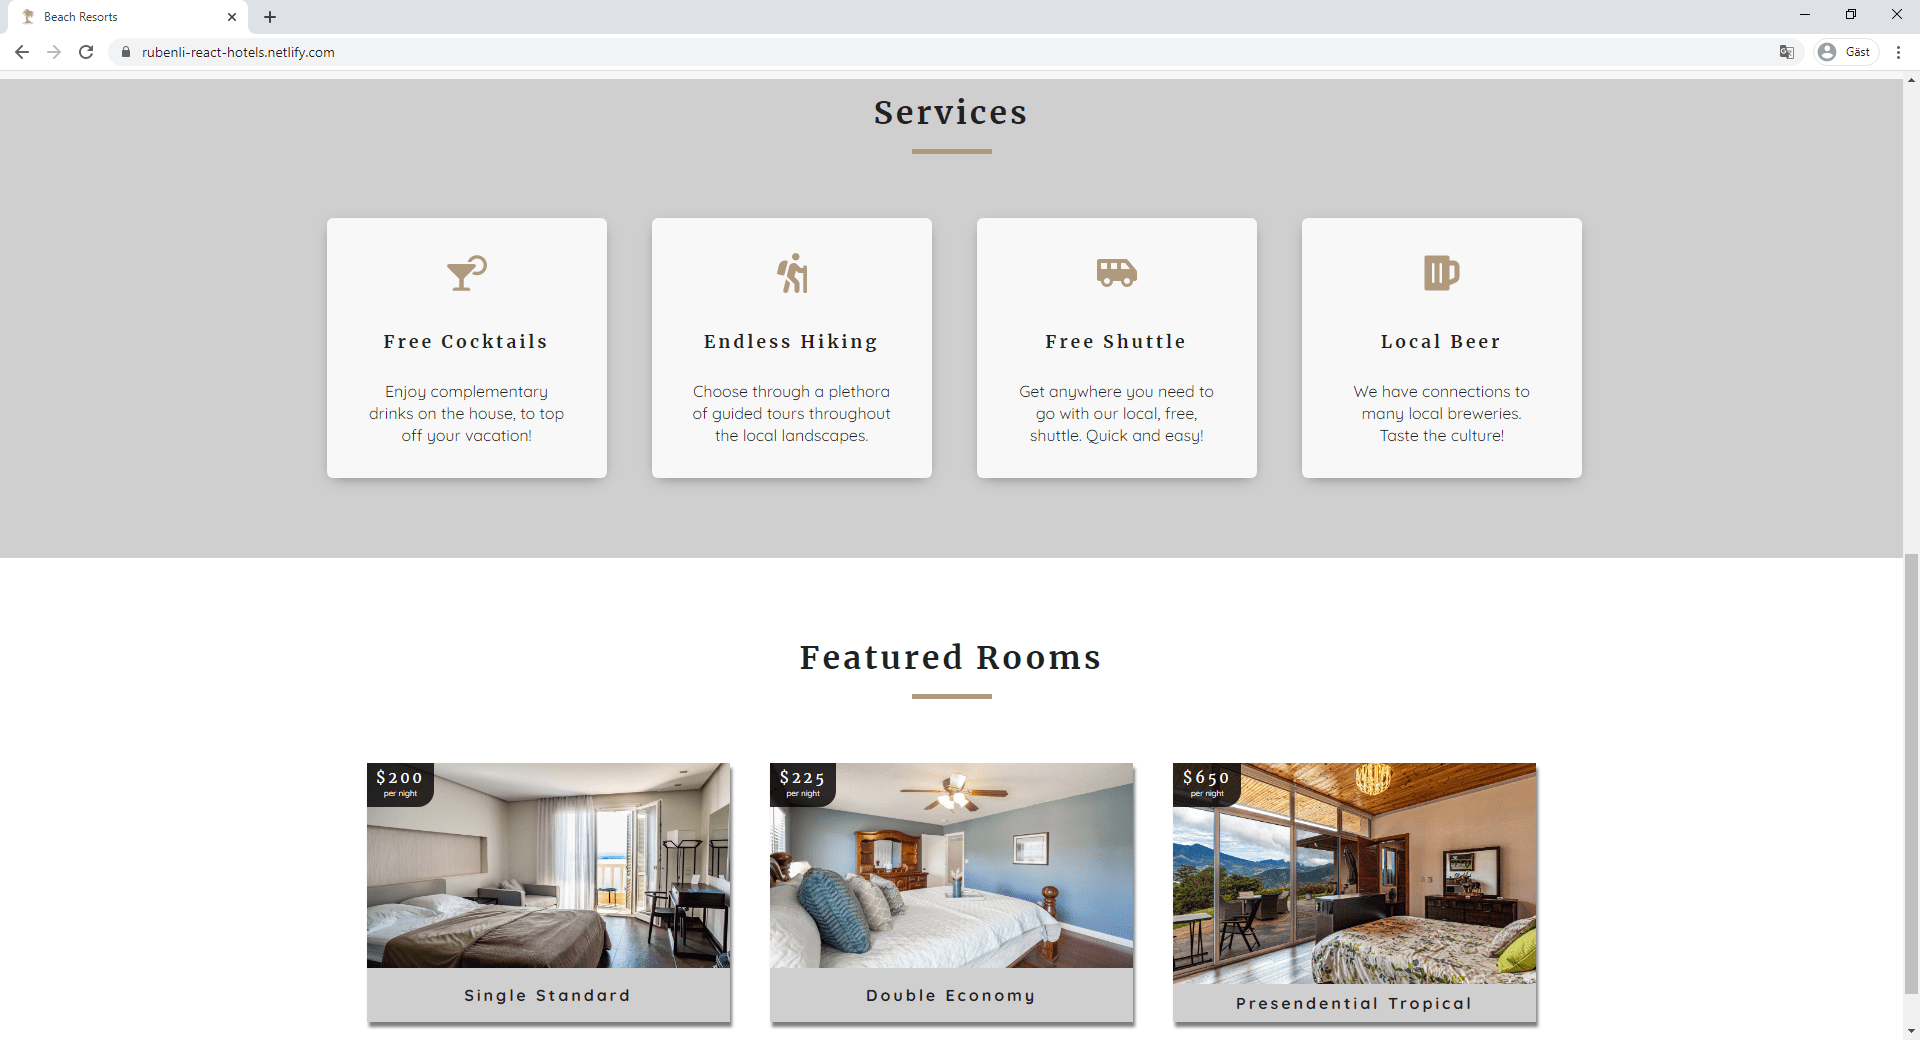 Beach Resorts
rubenli-react-hotels.netlify.com
Gäst
Services
Free Cocktails
Enjoy complementary
drinks on the house, to top
off your vacation!
Endless Hiking
Choose through a plethora
of guided tours throughout
the local landscapes.
Free Shuttle
Get anywhere you need to
go with our local, free,
shuttle. Quick and easy!
Local Beer
We have connections to
many local breweries.
Taste the culture!
Featured Rooms
$200
per night
Single Standard
$225
per night
Double Economy
$650
per night
Presendential Tropical